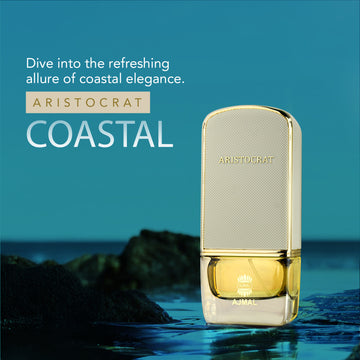 Dive into the refreshing
allure of coastal elegance.
ARISTOCRAT
COASTAL
ARISTOCRAT
AJMAL